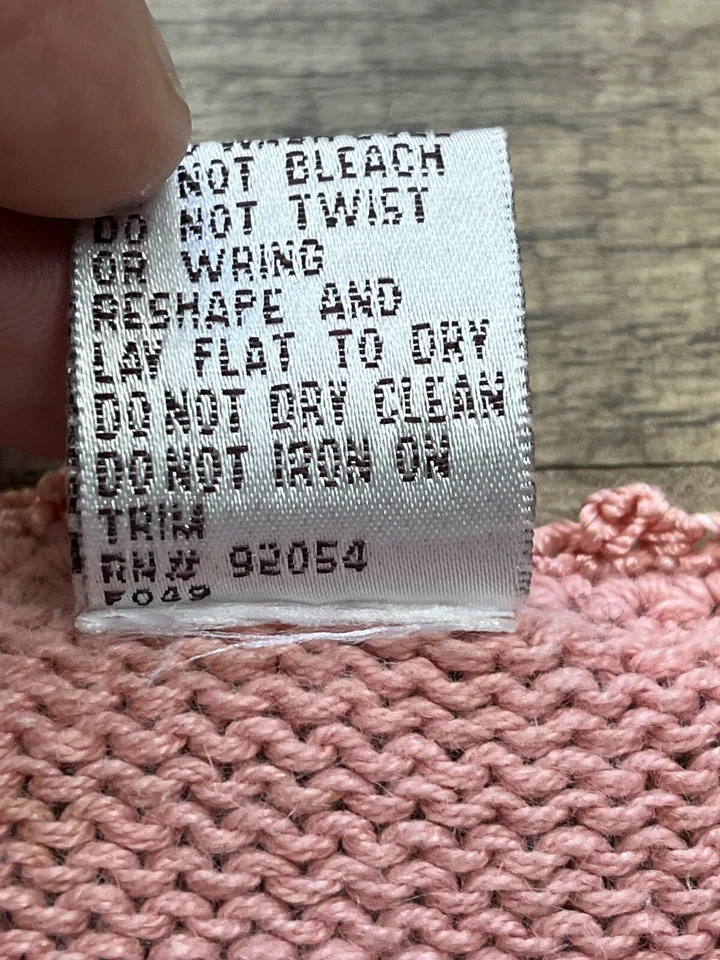 NOT BLEACH
DO NOT TWIST
OR WRING
RESHAPE AND
LAY FLAT TO DRY
DO NOT DRY CLEAN
DO NOT IRON ON
TRIM
RN# 92054